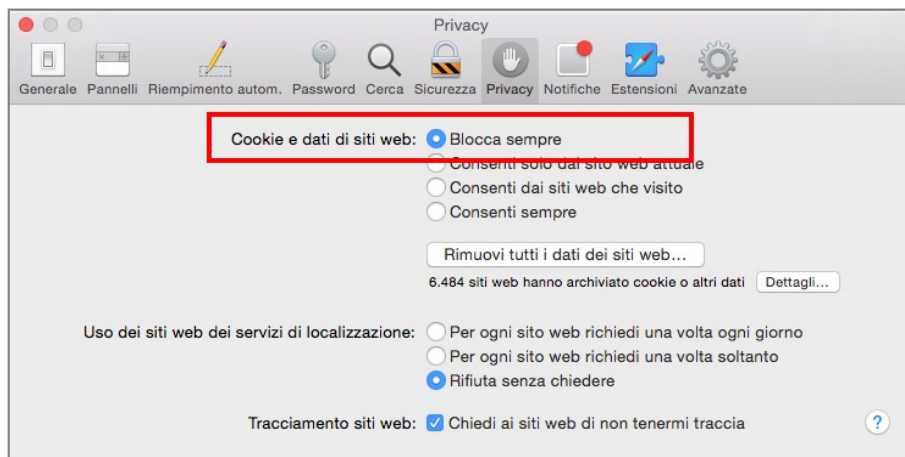 Privacy
Generale Pannelli Riempimento autom. Password Cerca Sicurezza Privacy Notifiche Estensioni Avanzate
Cookie e dati di siti web: Blocca sempre
Consenti solo dal sito web attuale
Consenti dai siti web che visito
Consenti sempre
Rimuovi tutti i dati dei siti web...
6.484 siti web hanno archiviato cookie o altri dati Dettagli...
Uso dei siti web dei servizi di localizzazione: Per ogni sito web richiedi una volta ogni giorno
Per ogni sito web richiedi una volta soltanto
Rifiuta senza chiedere
Tracciamento siti web: Chiedi ai siti web di non tenermi traccia ?